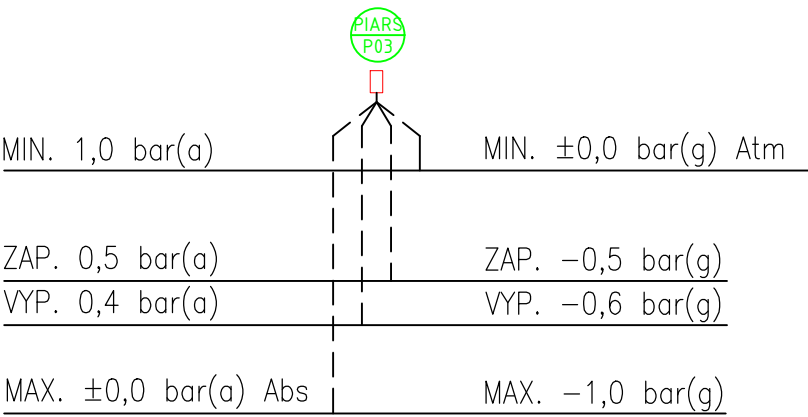 PIARS
P03
MIN. 1,0 bar(a) MIN. ±0,0 bar(g) Atm
ZAP. 0,5 bar(a) ZAP. −0,5 bar(g)
VYP. 0,4 bar(a) VYP. −0,6 bar(g)
MAX. ±0,0 bar(a) Abs MAX. −1,0 bar(g)